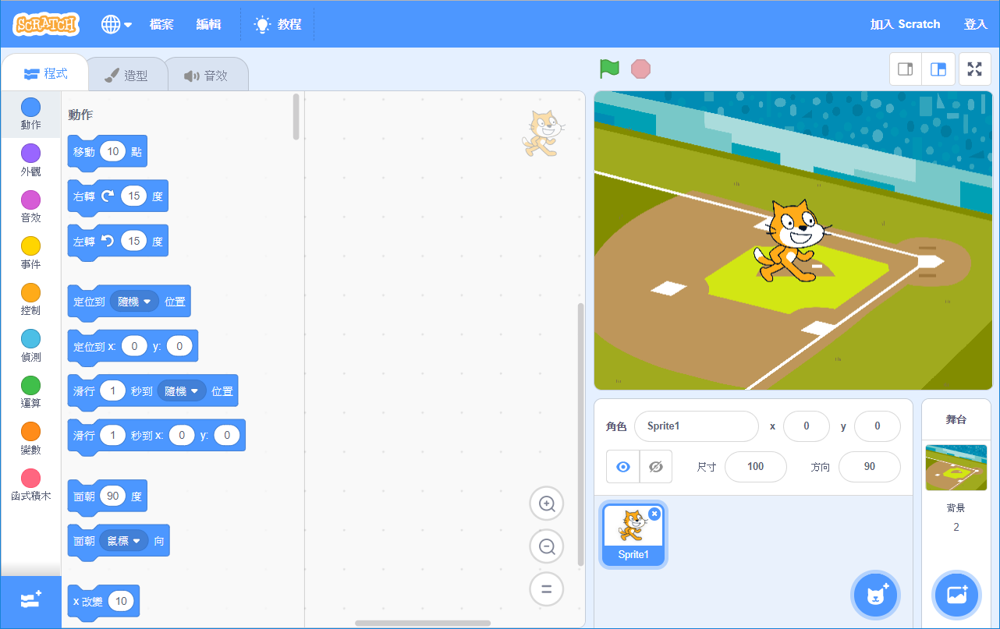 SCRATCH 檔案 編輯 教程 加入 Scratch 登入
程式 造型 音效
動作
外觀
音效
事件
控制
偵測
運算
變數
函式積木
動作
移動 10 點
右轉 15 度
左轉 15 度
定位到 隨機 位置
定位到 x: 0 y: 0
滑行 1 秒到 隨機 位置
滑行 1 秒到 x: 0 y: 0
面朝 90 度
面朝 鼠標 向
x 改變 10
角色 Sprite1 x 0 y 0
尺寸 100 方向 90
Sprite1
舞台
背景
2